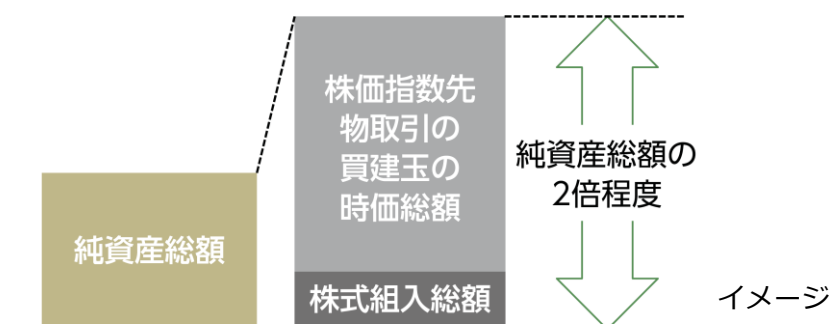 株価指数先
物取引の
買建玉の
時価総額
純資産総額の
2倍程度
純資産総額
株式組入総額
イメージ